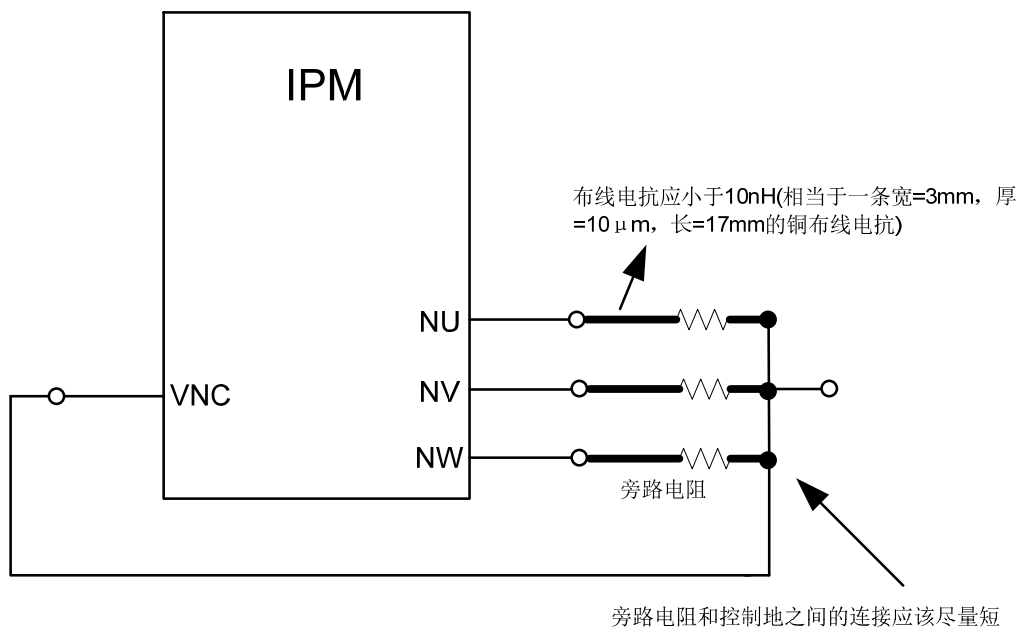 IPM
布线电抗应小于10nH(相当于一条宽=3mm，厚
=10μm，长=17mm的铜布线电抗)
NU
VNC
NV
NW
旁路电阻
旁路电阻和控制地之间的连接应该尽量短